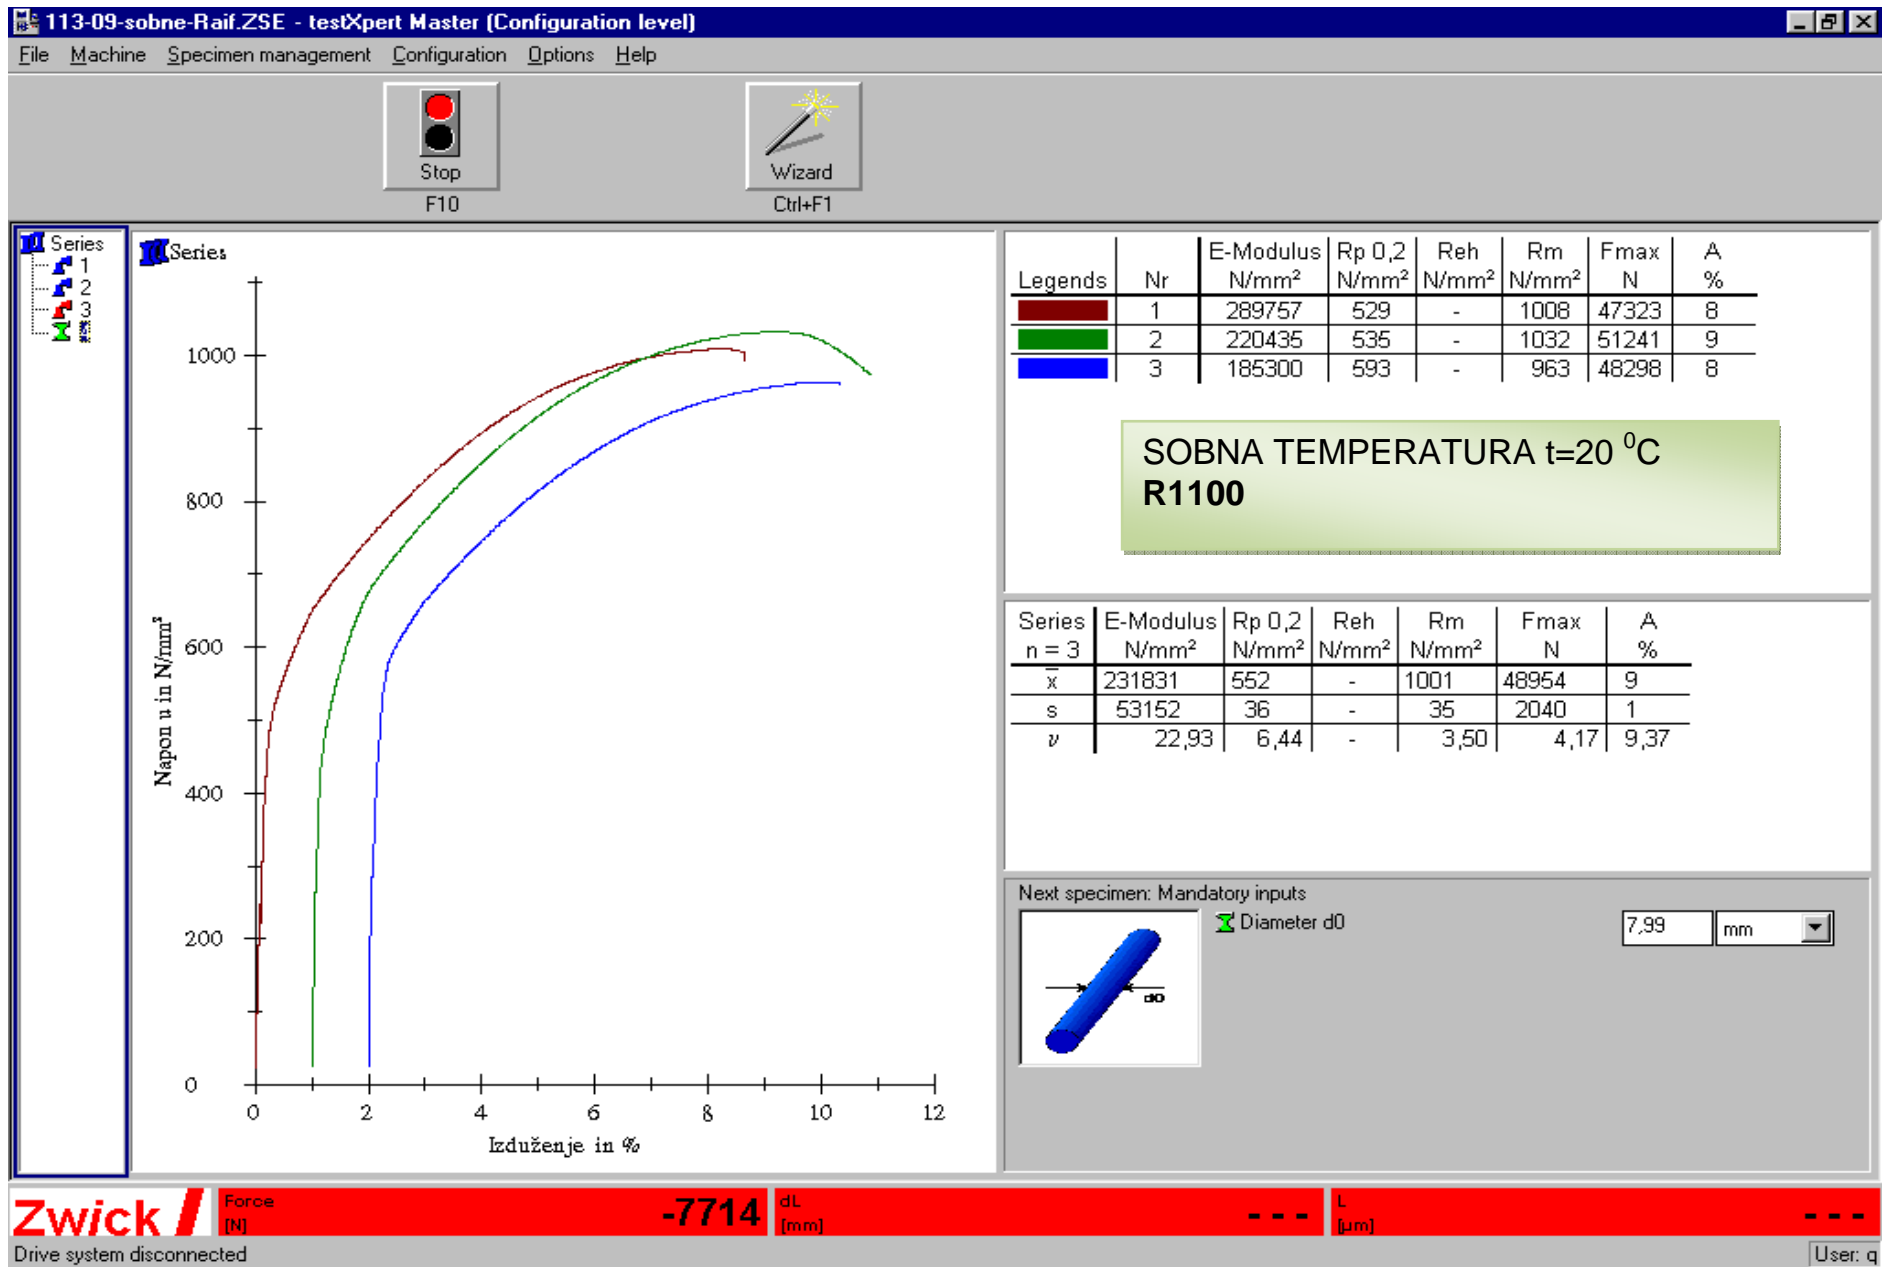 113-09-sobne-Raif.ZSE - testXpert Master (Configuration level)
File Machine Specimen management Configuration Options Help
Stop
F10
Wizard
Ctrl+F1
Series
1
2
3
Series
1000
800
600
400
200
0
Napon u in N/mm²
0 2 4 6 8 10 12
Izduženje in %
Legends Nr E-Modulus N/mm² Rp 0,2 N/mm² Reh N/mm² Rm N/mm² Fmax N A %
1 289757 529 - 1008 47323 8
2 220435 535 - 1032 51241 9
3 185300 593 - 963 48298 8
SOBNA TEMPERATURA t=20 ⁰C
R1100
Series E-Modulus Rp 0,2 Reh Rm Fmax A
n = 3 N/mm² N/mm² N/mm² N/mm² N %
x̅ 231831 552 - 1001 48954 9
s 53152 36 - 35 2040 1
ν 22,93 6,44 - 3,50 4,17 9,37
Next specimen: Mandatory inputs
Diameter d0 7,99 mm
d0
Zwick Force [N] -7714 dL [mm] - - - L [µm] - - -
Drive system disconnected User: q